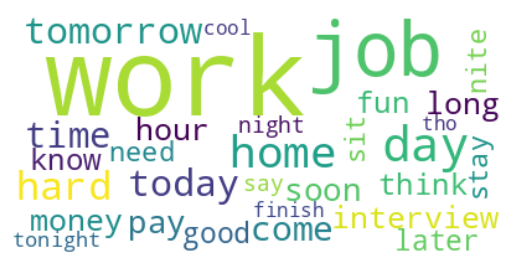 tomorrow cool
work job
nite
fun long
time hour night tho
know need home sit day stay
hard today say soon think
money pay finish interview
tonight good come later